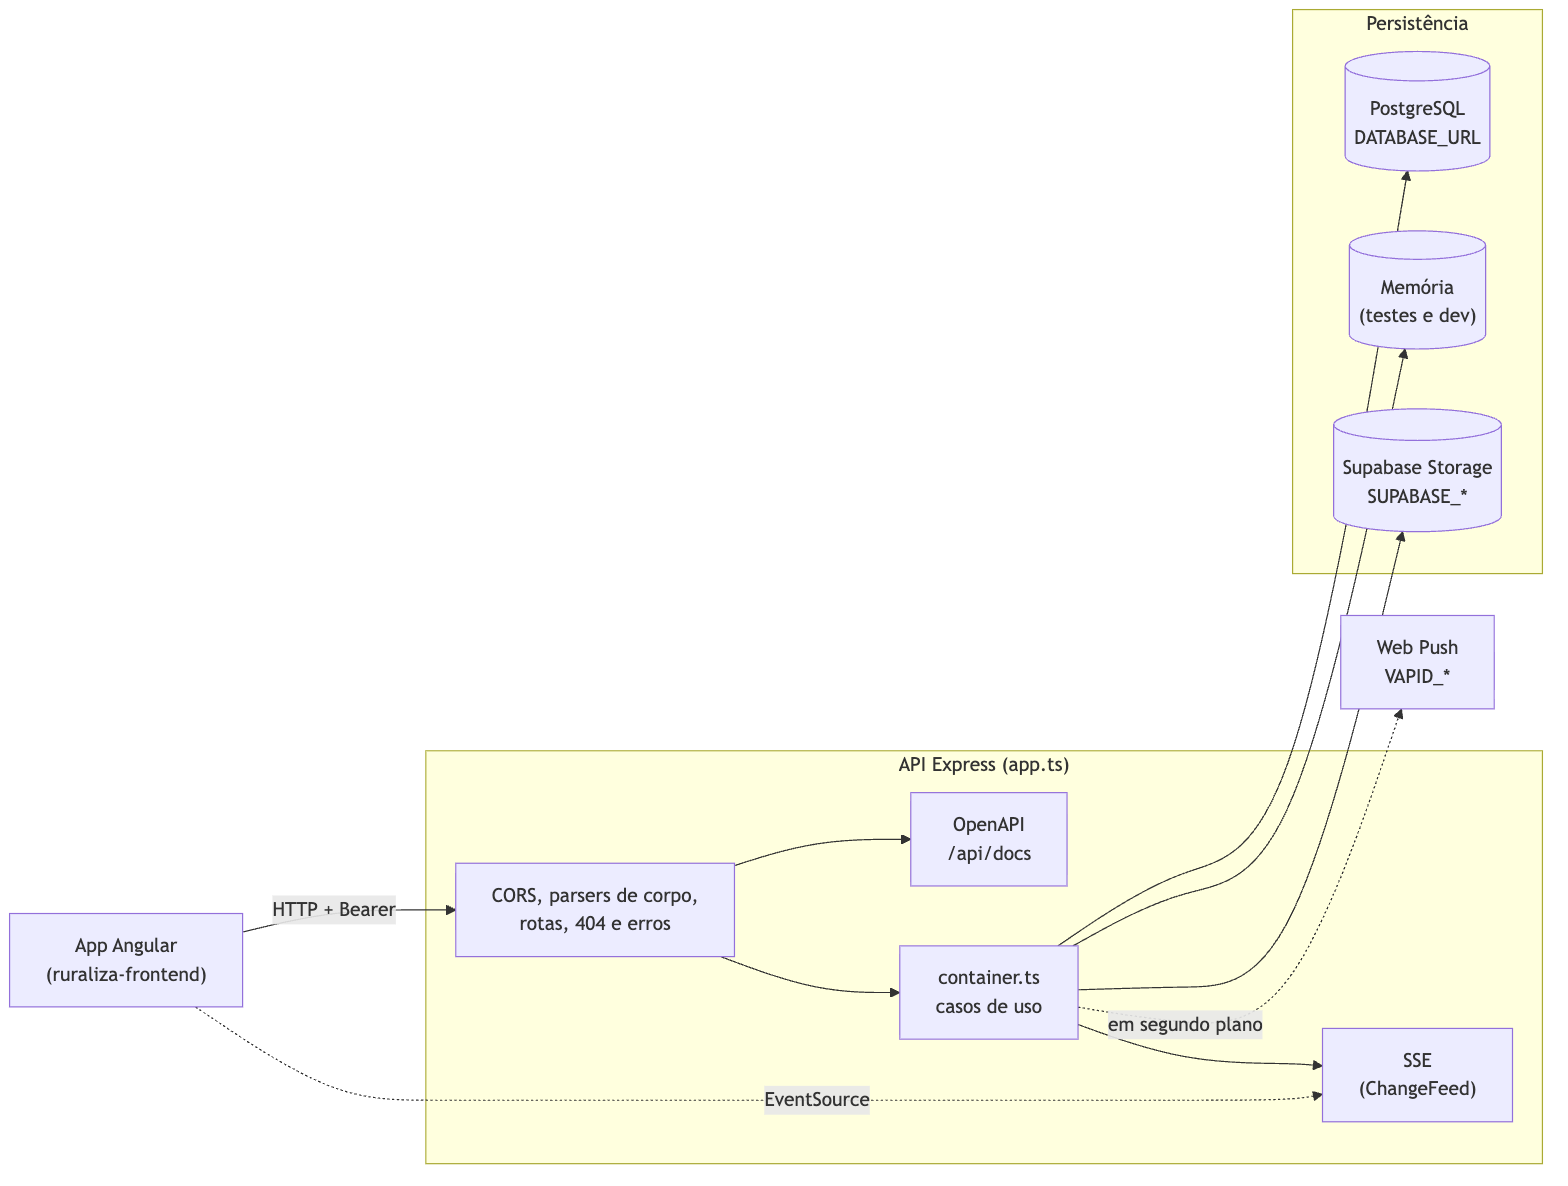 Persistência
PostgreSQL
DATABASE_URL
Memória
(testes e dev)
Supabase Storage
SUPABASE_*
Web Push
VAPID_*
API Express (app.ts)
OpenAPI
/api/docs
CORS, parsers de corpo,
rotas, 404 e erros
HTTP + Bearer
App Angular
(ruraliza-frontend)
container.ts
casos de uso
em segundo plano
SSE
(ChangeFeed)
EventSource